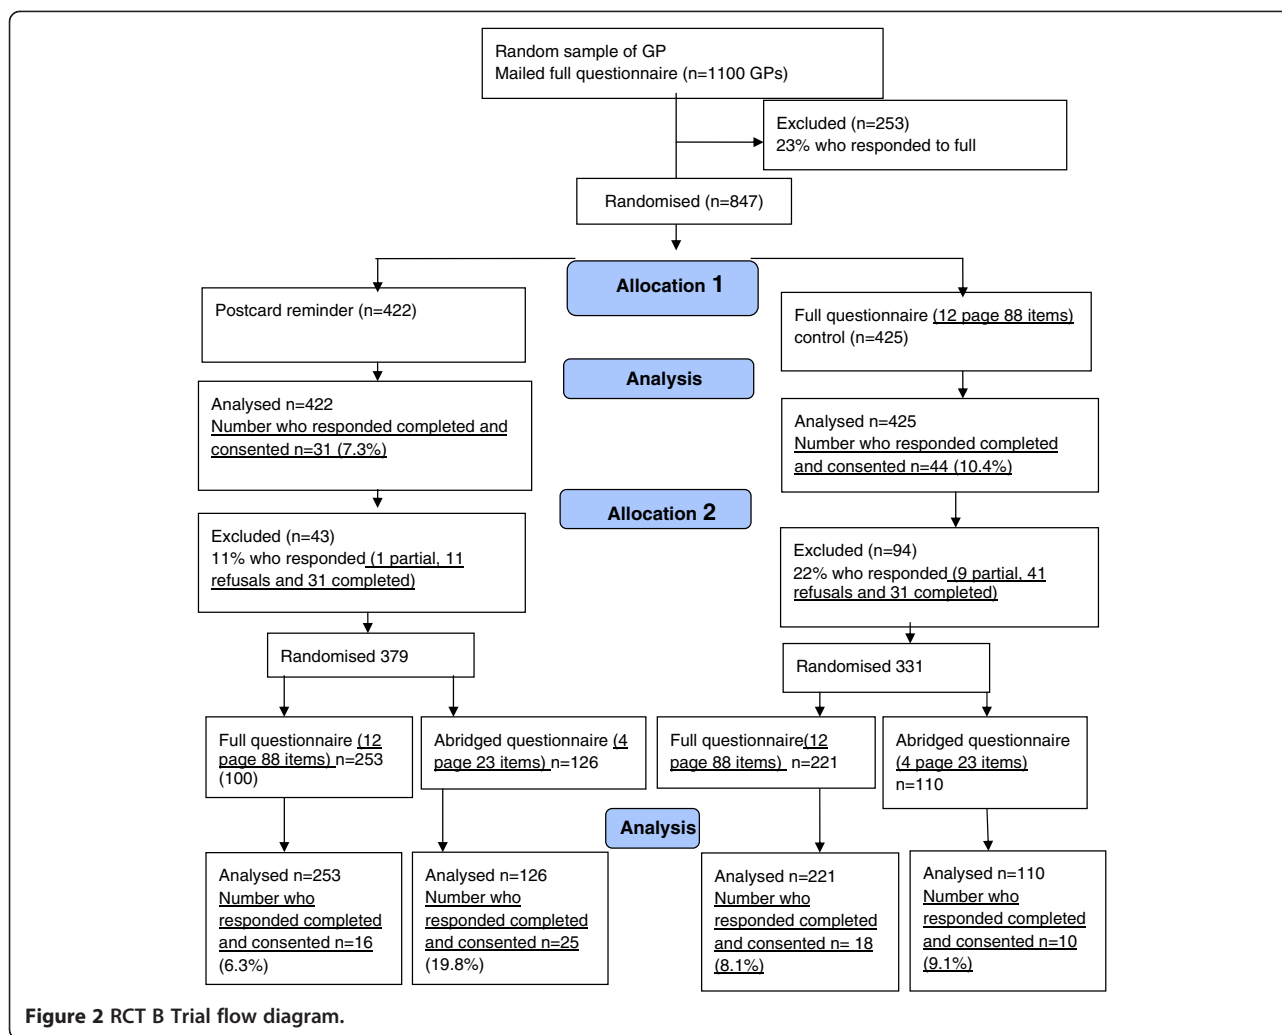 Random sample of GP
Mailed full questionnaire (n=1100 GPs)
Excluded (n=253)
23% who responded to full
Randomised (n=847)
Allocation 1
Postcard reminder (n=422)
Full questionnaire (12 page 88 items)
control (n=425)
Analysis
Analysed n=422
Number who responded completed and
consented n=31 (7.3%)
Analysed n=425
Number who responded completed
and consented n=44 (10.4%)
Allocation 2
Excluded (n=43)
11% who responded (1 partial, 11
refusals and 31 completed)
Excluded (n=94)
22% who responded (9 partial, 41
refusals and 31 completed)
Randomised 379
Randomised 331
Full questionnaire (12
page 88 items) n=253
(100)
Abridged questionnaire (4
page 23 items) n=126
Full questionnaire(12
page 88 items) n=221
Abridged questionnaire
(4 page 23 items)
n=110
Analysis
Analysed n=253
Number who
responded completed
and consented n=16
(6.3%)
Analysed n=126
Number who
responded completed
and consented n=25
(19.8%)
Analysed n=221
Number who
responded completed
and consented n= 18
(8.1%)
Analysed n=110
Number who
responded completed
and consented n=10
(9.1%)
Figure 2 RCT B Trial flow diagram.